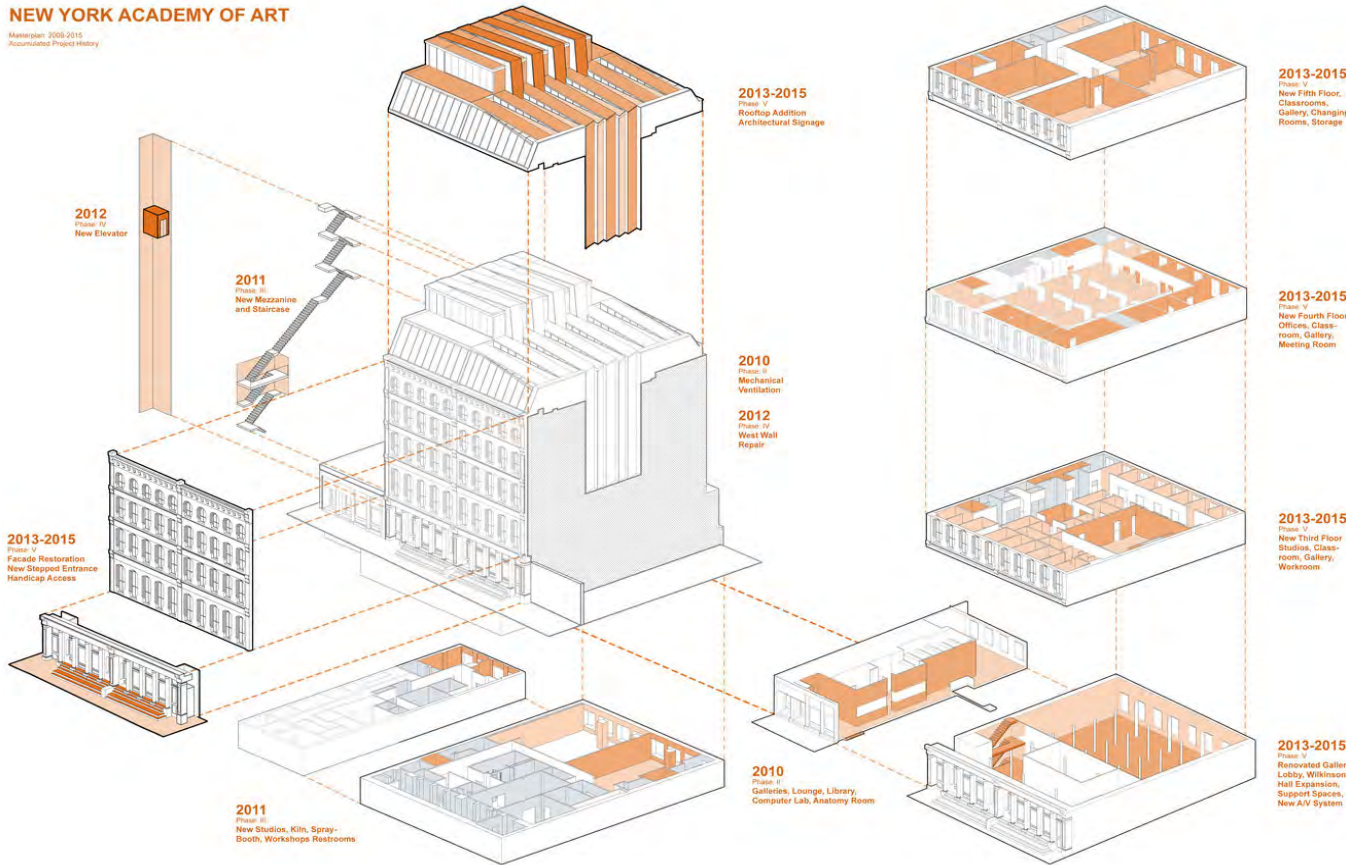 NEW YORK ACADEMY OF ART
Masterplan 2009-2015
Accumulated Project History
2013-2015
Phase: V
Rooftop Addition
Architectural Signage
2012
Phase: IV
New Elevator
2011
Phase: III
New Mezzanine
and Staircase
2010
Phase: II
Mechanical
Ventilation
2012
Phase: IV
West Wall
Repair
2013-2015
Phase: V
Facade Restoration
New Stepped Entrance
Handicap Access
2011
Phase: III
New Studios, Kiln, Spray-
Booth, Workshops Restrooms
2010
Phase: II
Galleries, Lounge, Library,
Computer Lab, Anatomy Room
2013-2015
Phase: V
New Fifth Floor,
Classrooms,
Gallery, Changing
Rooms, Storage
2013-2015
Phase: V
New Fourth Floor
Offices, Class-
room, Gallery,
Meeting Room
2013-2015
Phase: V
New Third Floor
Studios, Class-
room, Gallery,
Workroom
2013-2015
Phase: V
Renovated Galler
Lobby, Wilkinson
Hall Expansion,
Support Spaces,
New A/V System